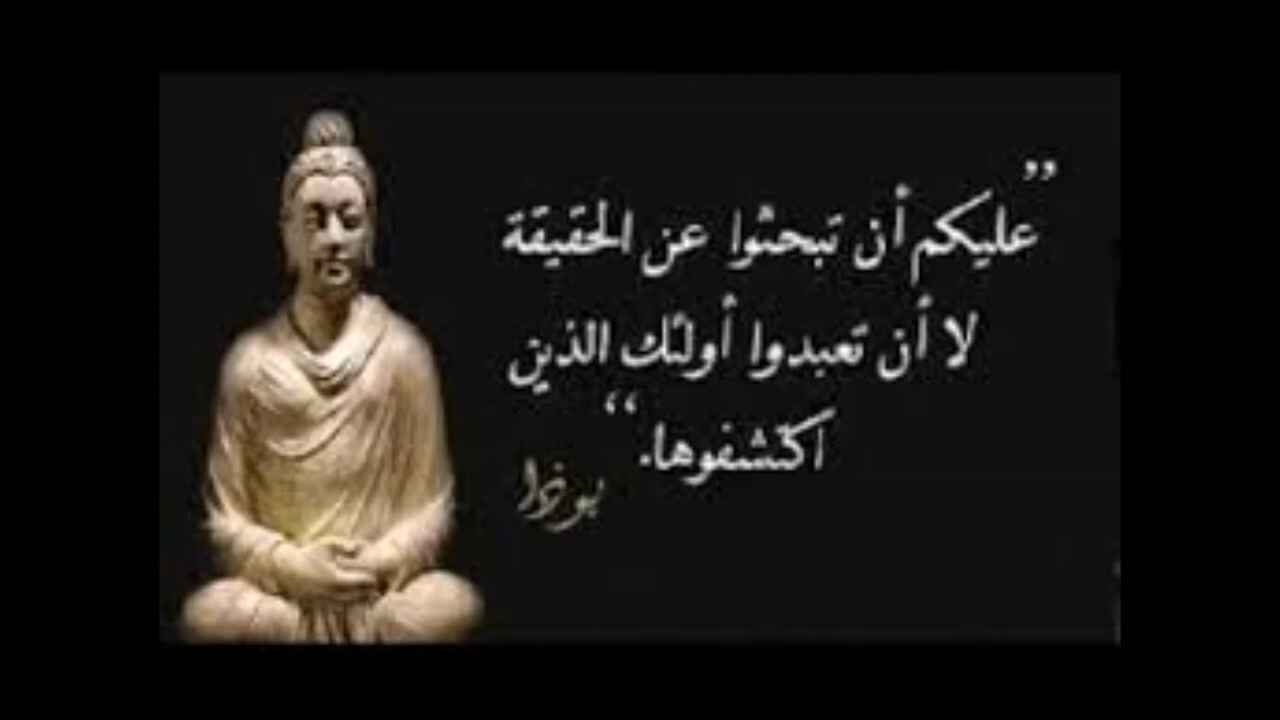 ”عليكم أن تبحثوا عن الحقيقة
لا أن تعبدوا أولئك الذين
اكتشفوها.“
بوذا